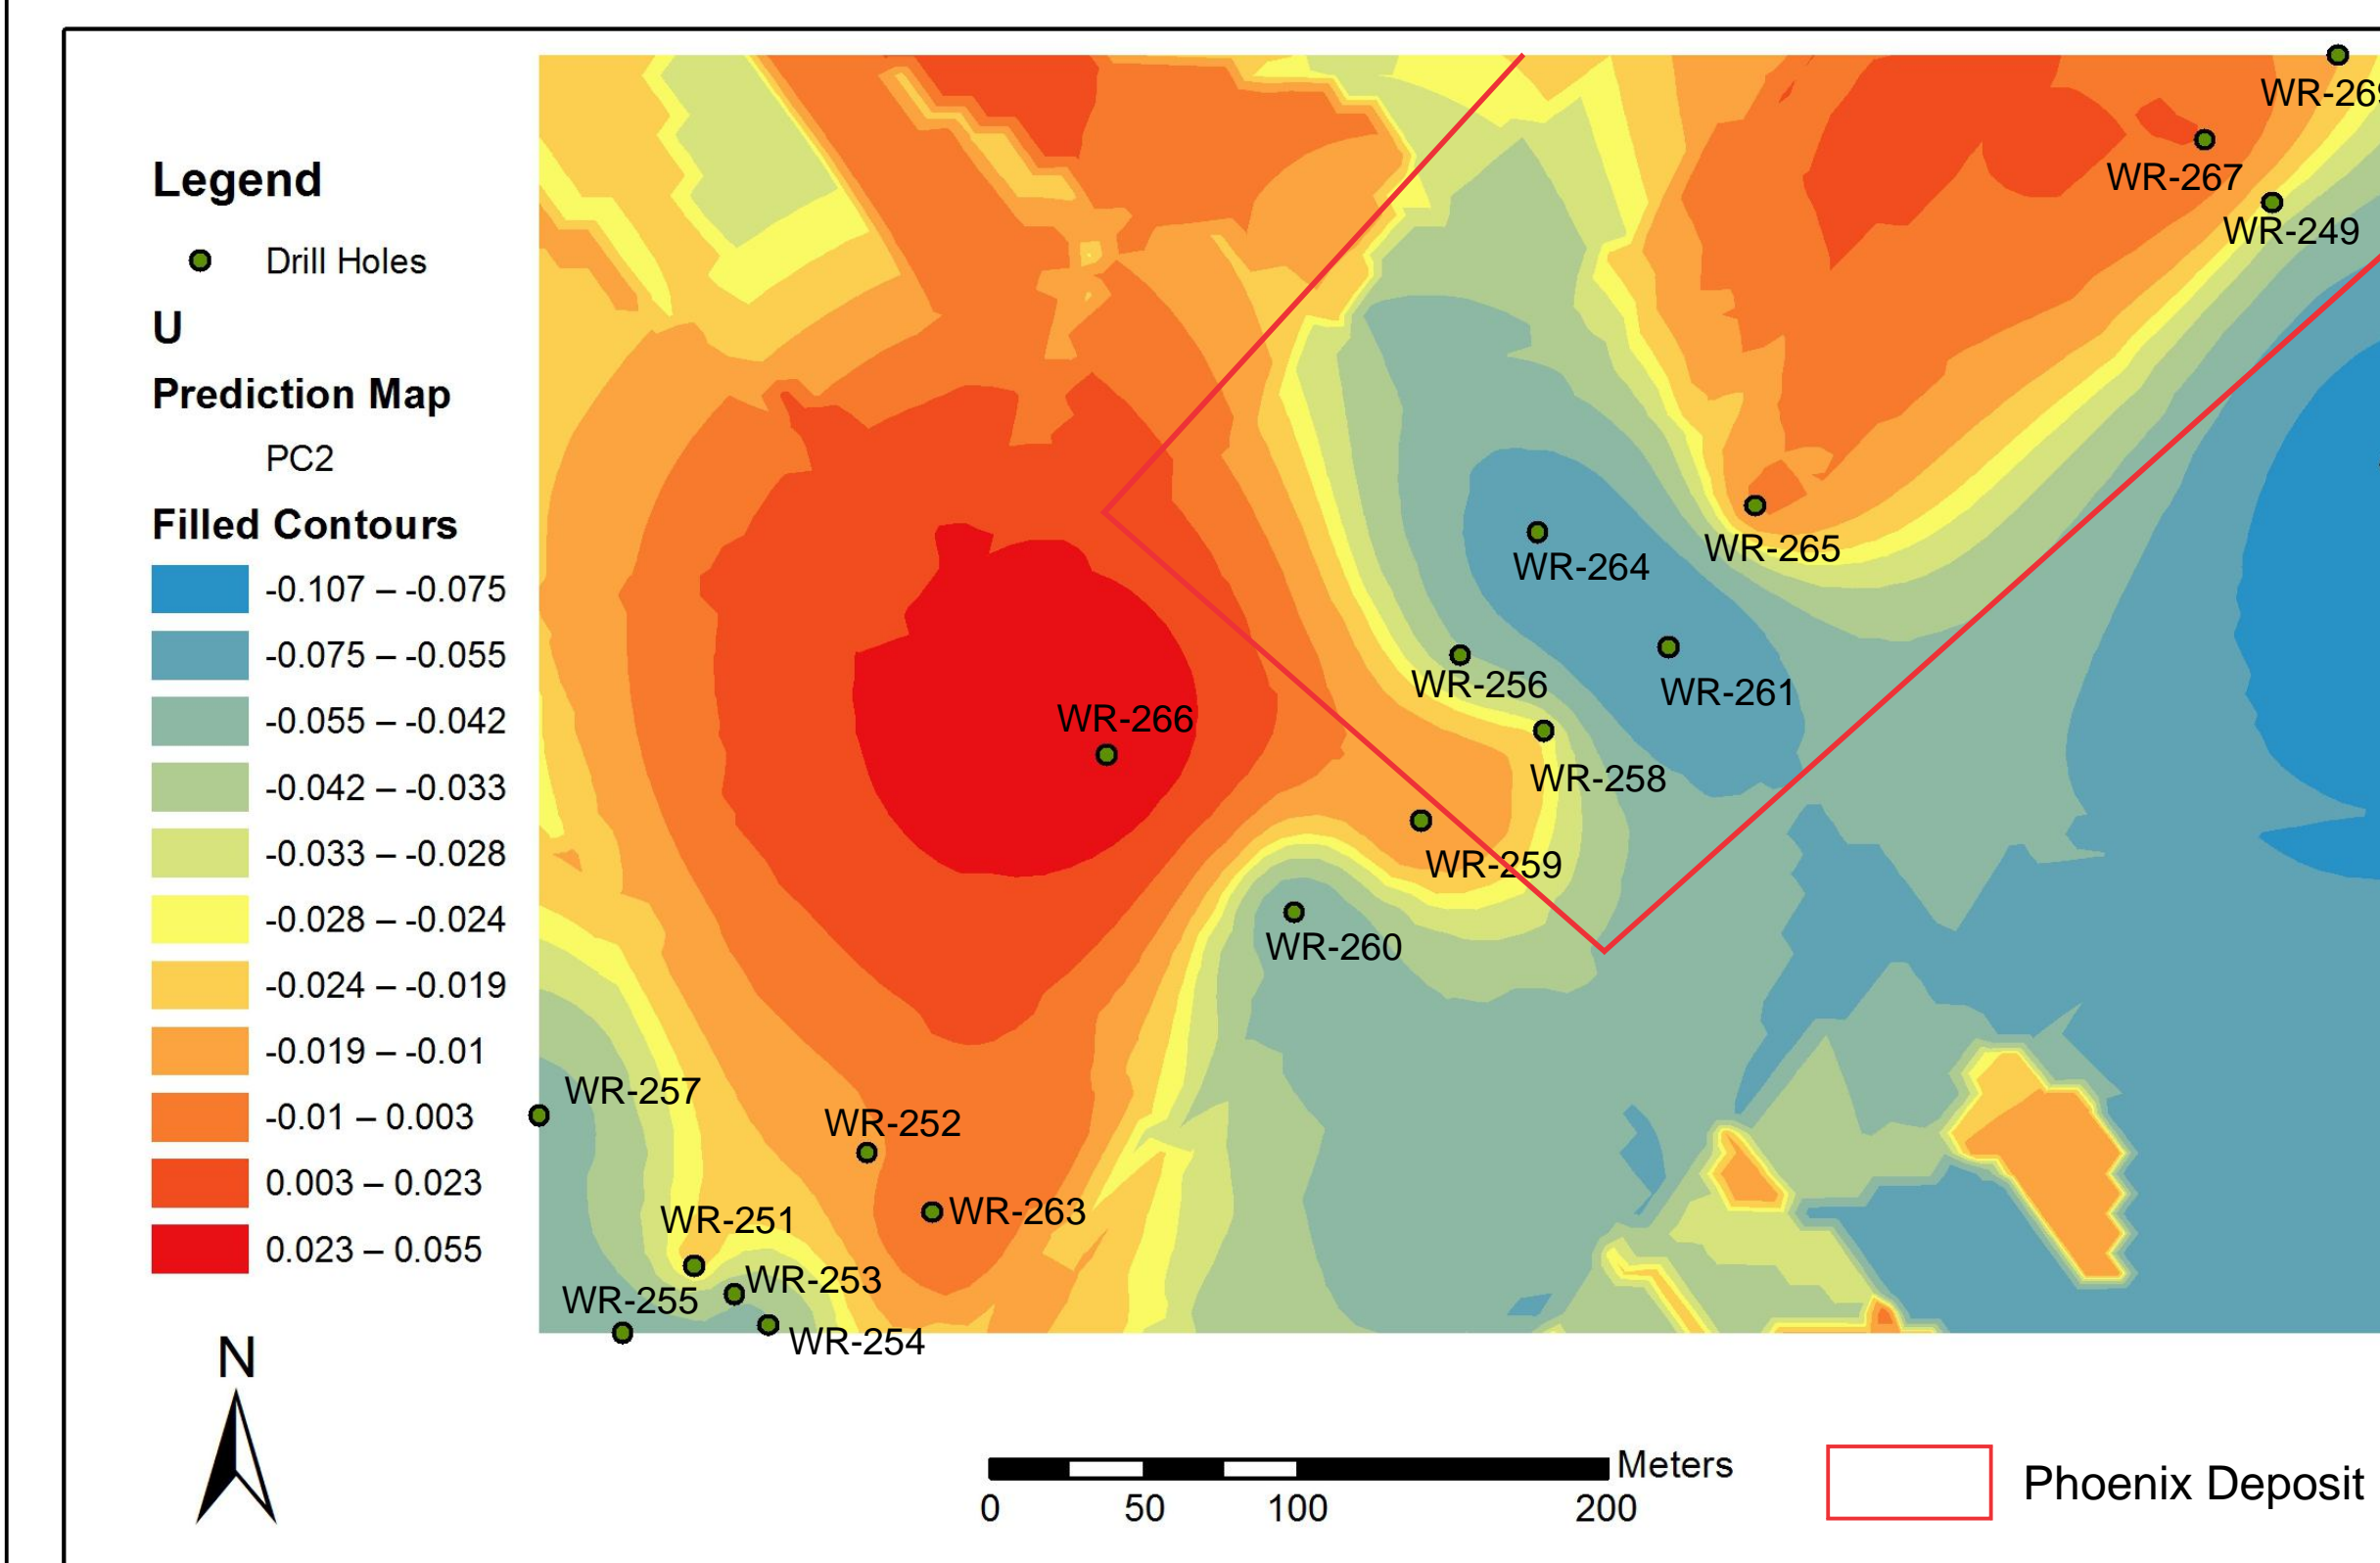 Legend
Drill Holes
U
Prediction Map
PC2
Filled Contours
-0.107 – -0.075
-0.075 – -0.055
-0.055 – -0.042
-0.042 – -0.033
-0.033 – -0.028
-0.028 – -0.024
-0.024 – -0.019
-0.019 – -0.01
-0.01 – 0.003
0.003 – 0.023
0.023 – 0.055
N
WR-267
WR-249
WR-265
WR-264
WR-256
WR-261
WR-266
WR-258
WR-259
WR-260
WR-257
WR-252
WR-263
WR-251
WR-253
WR-255
WR-254
Meters
0 50 100 200
Phoenix Deposit